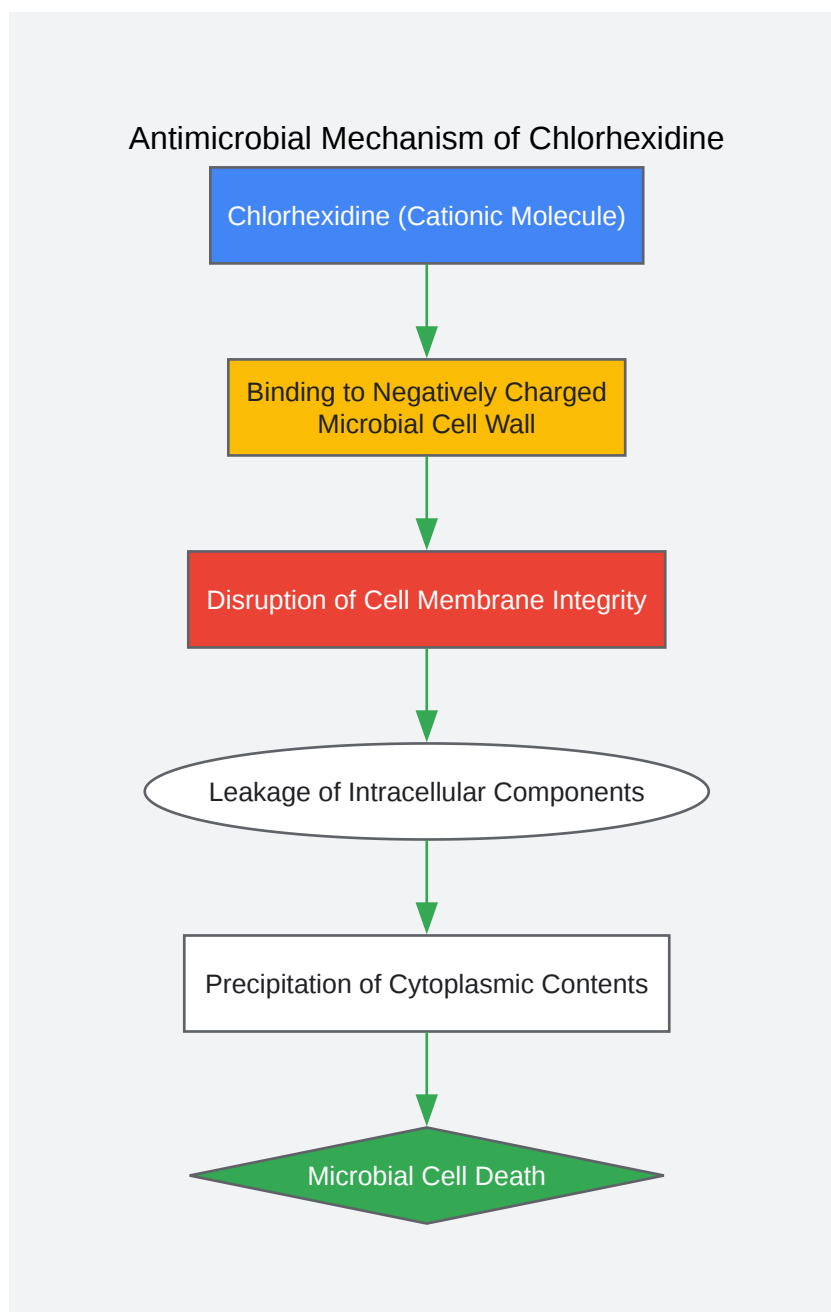 Antimicrobial Mechanism of Chlorhexidine
Chlorhexidine (Cationic Molecule)
Binding to Negatively Charged
Microbial Cell Wall
Disruption of Cell Membrane Integrity
Leakage of Intracellular Components
Precipitation of Cytoplasmic Contents
Microbial Cell Death